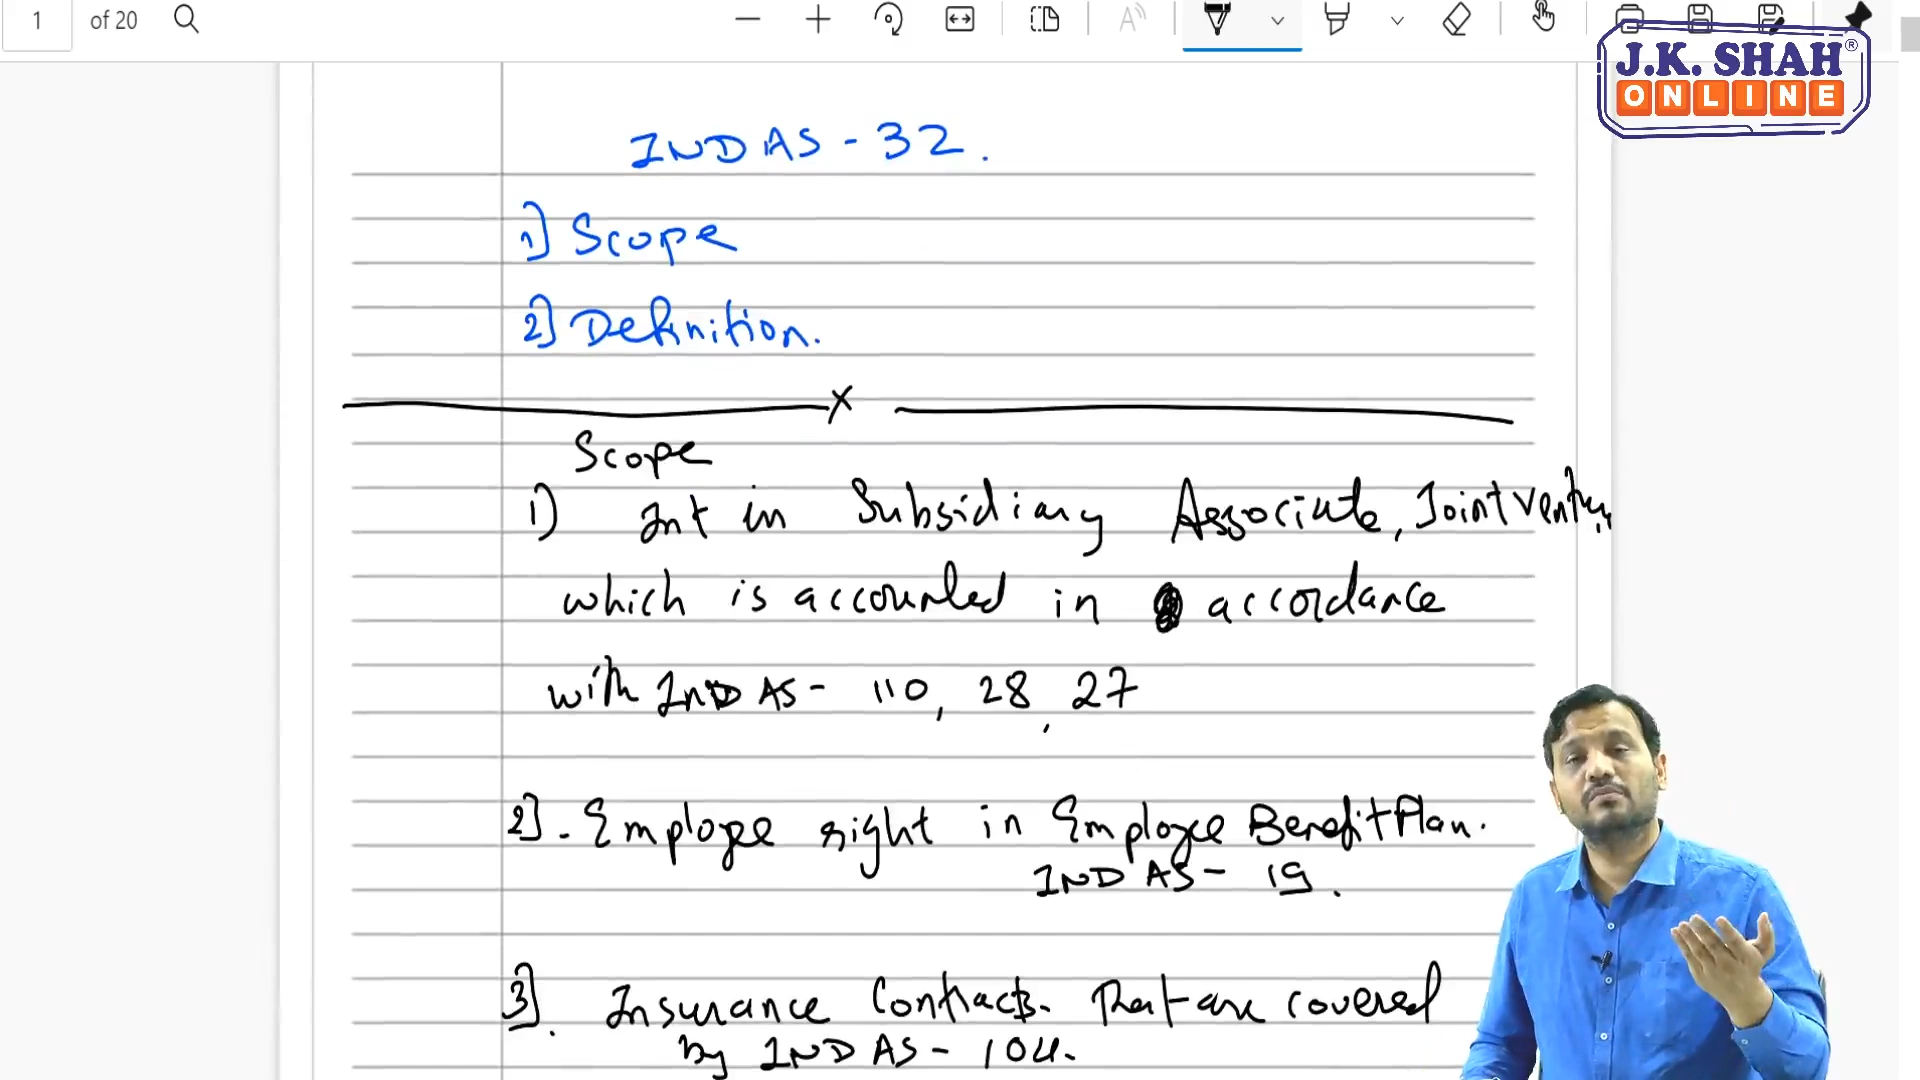 1 of 20
J.K. SHAH®
ONLINE
INDAS-32.
1] Scope
2] Definition.
X
Scope
1) Int in Subsidiary Associate, Joint Venture,
which is accounted in accordance
with IND AS- 110, 28, 27
2]. Employee right in Employee Benefit Plan.
IND AS- 19.
3]. Insurance Contracts. That are covered
by IND AS- 104.